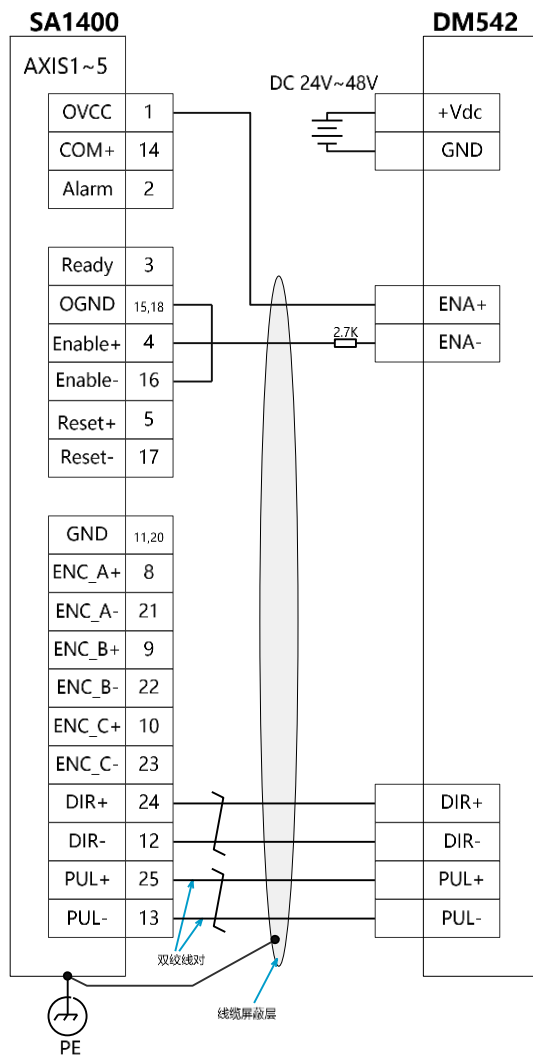 SA1400
DM542
AXIS1~5
DC 24V~48V
OVCC 1
+Vdc
COM+ 14
GND
Alarm 2
Ready 3
OGND 15,18
ENA+
Enable+ 4
2.7K
ENA-
Enable- 16
Reset+ 5
Reset- 17
GND 11,20
ENC_A+ 8
ENC_A- 21
ENC_B+ 9
ENC_B- 22
ENC_C+ 10
ENC_C- 23
DIR+ 24
DIR+
DIR- 12
DIR-
PUL+ 25
PUL+
PUL- 13
PUL-
双绞线对
线缆屏蔽层
PE